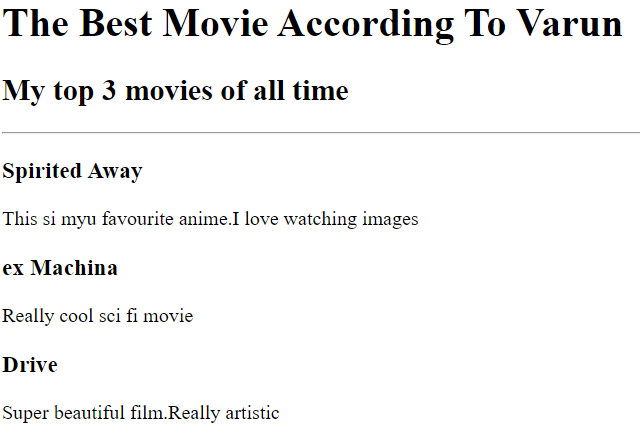 The Best Movie According To Varun
My top 3 movies of all time
Spirited Away
This si myu favourite anime.I love watching images
ex Machina
Really cool sci fi movie
Drive
Super beautiful film.Really artistic